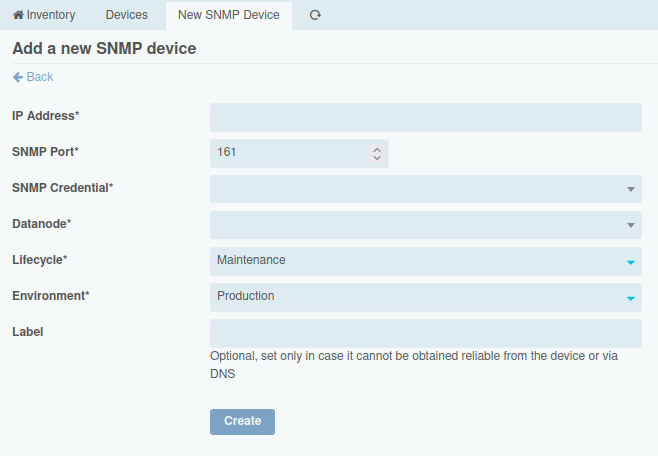 Inventory Devices New SNMP Device
Add a new SNMP device
Back
IP Address*
SNMP Port* 161
SNMP Credential*
Datanode*
Lifecycle* Maintenance
Environment* Production
Label
Optional, set only in case it cannot be obtained reliable from the device or via
DNS
Create